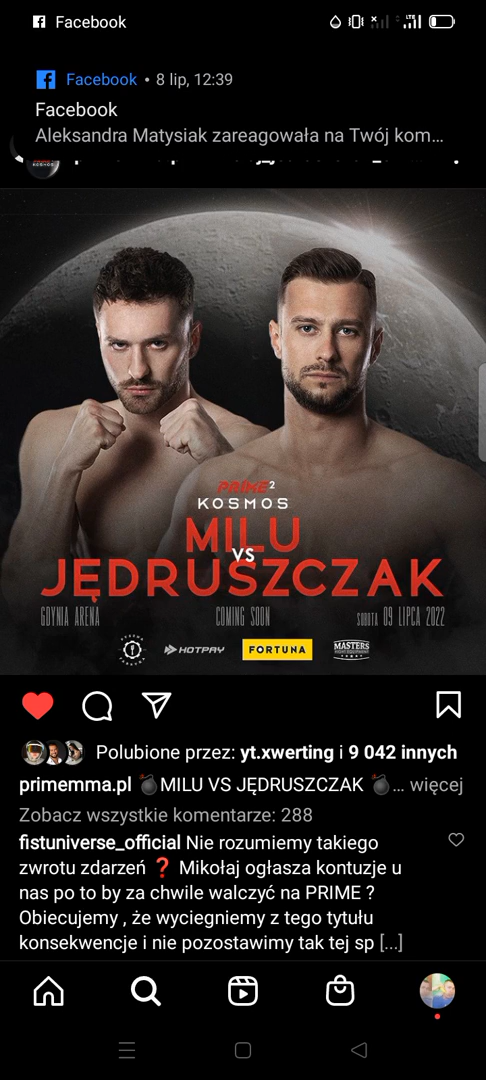 Facebook
Facebook • 8 lip, 12:39
Facebook
Aleksandra Matysiak zareagowała na Twój kom...
PRIME²
KOSMOS
MILU
VS
JĘDRUSZCZAK
GDYNIA ARENA COMING SOON SOBOTA 09 LIPCA 2022
HOTPAY FORTUNA MASTERS
Polubione przez: yt.xwerting i 9 042 innych
primemma.pl 💣MILU VS JĘDRUSZCZAK 💣... więcej
Zobacz wszystkie komentarze: 288
fistuniverse_official Nie rozumiemy takiego
zwrotu zdarzeń ❓ Mikołaj ogłasza kontuzje u
nas po to by za chwile walczyć na PRIME ?
Obiecujemy , że wyciegniemy z tego tytułu
konsekwencje i nie pozostawimy tak tej sp [...]